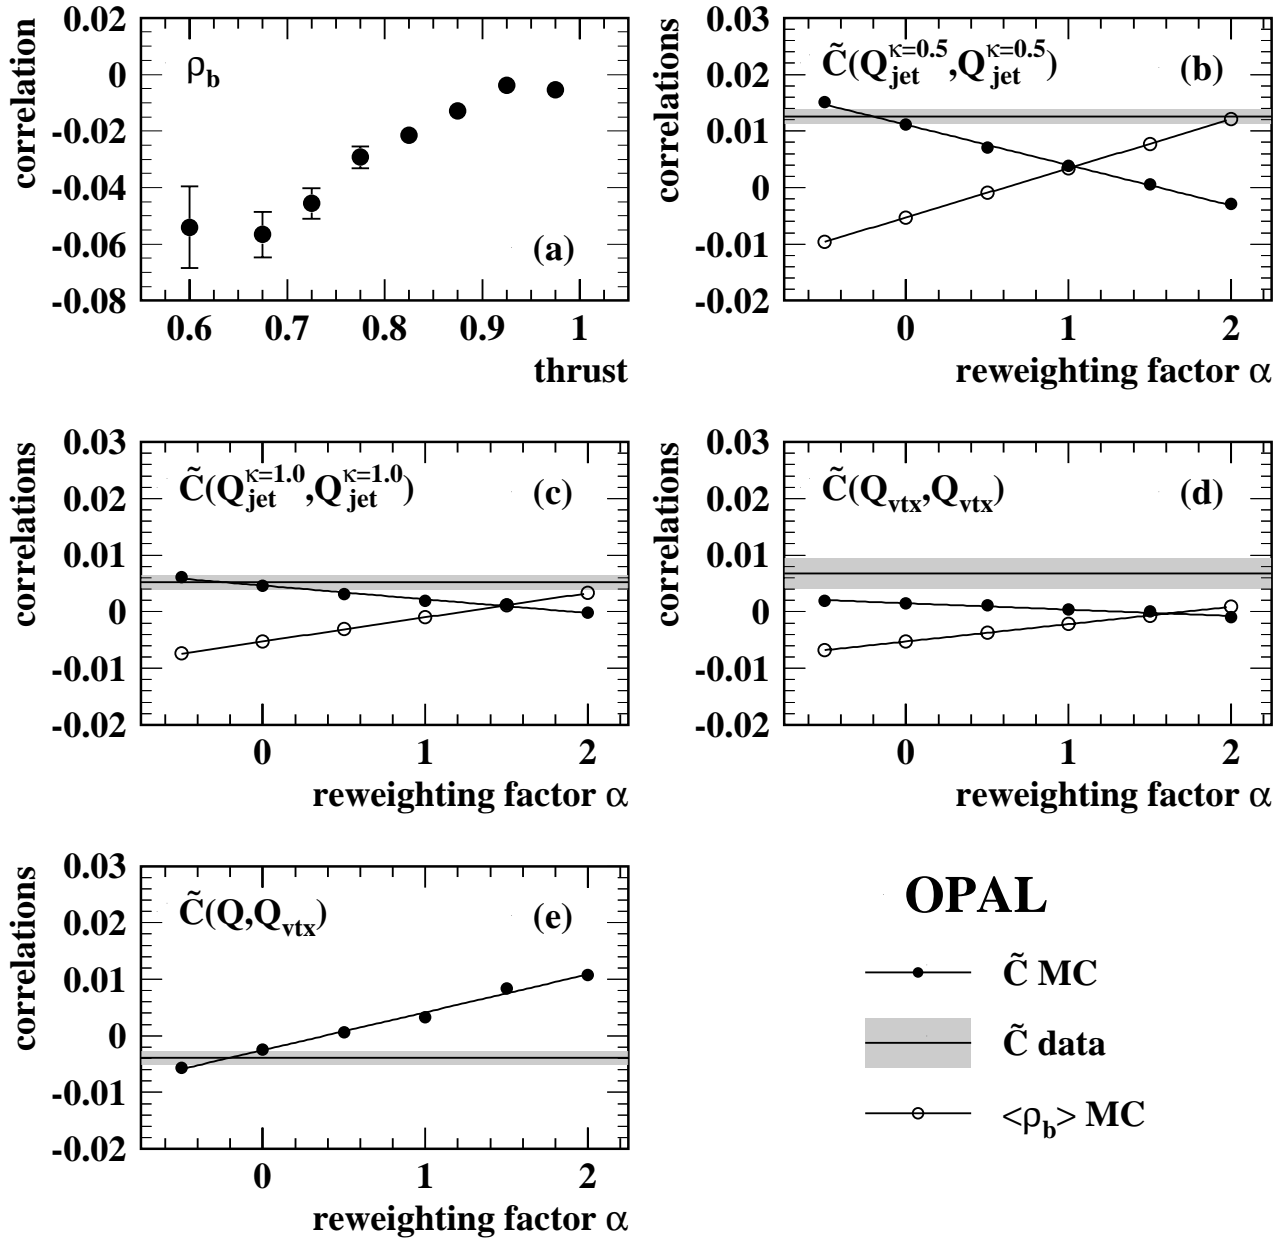 correlation
0.02
0
-0.02
-0.04
-0.06
-0.08
ρb
(a)
0.6 0.7 0.8 0.9 1
thrust
correlations
0.03
0.02
0.01
0
-0.01
-0.02
C̃(Qjet^κ=0.5,Qjet^κ=0.5)
(b)
0 1 2
reweighting factor α
correlations
0.03
0.02
0.01
0
-0.01
-0.02
C̃(Qjet^κ=1.0,Qjet^κ=1.0)
(c)
0 1 2
reweighting factor α
correlations
0.03
0.02
0.01
0
-0.01
-0.02
C̃(Qvtx,Qvtx)
(d)
0 1 2
reweighting factor α
correlations
0.03
0.02
0.01
0
-0.01
-0.02
C̃(Q,Qvtx)
(e)
0 1 2
reweighting factor α
OPAL
C̃ MC
C̃ data
<ρb> MC